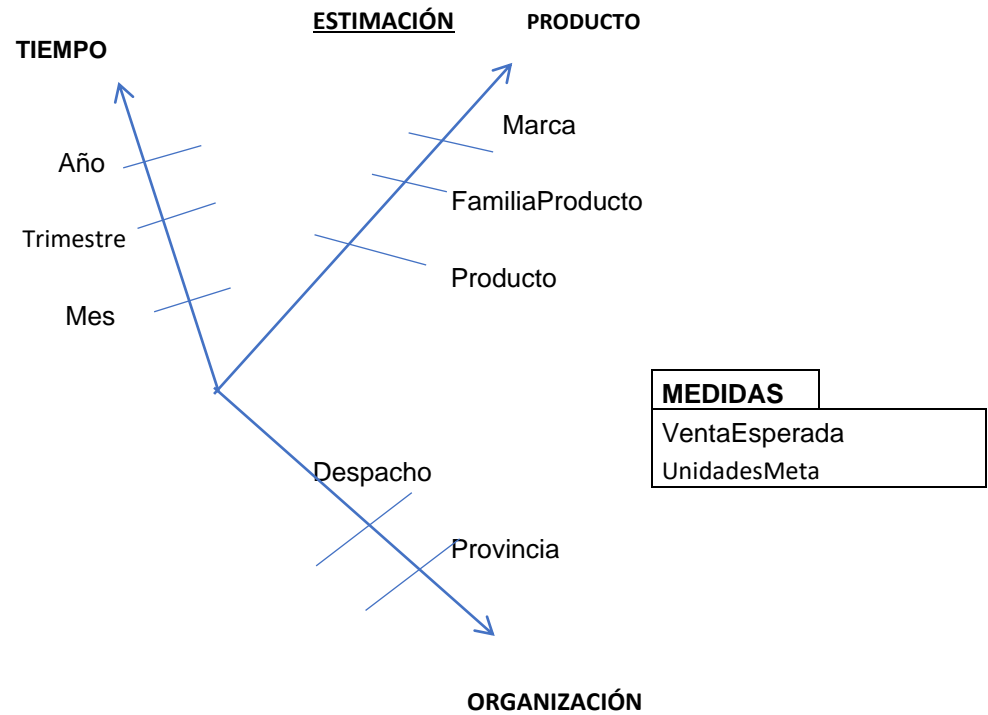 ESTIMACIÓN
PRODUCTO
TIEMPO
Marca
Año
FamiliaProducto
Trimestre
Producto
Mes
MEDIDAS
VentaEsperada
UnidadesMeta
Despacho
Provincia
ORGANIZACIÓN